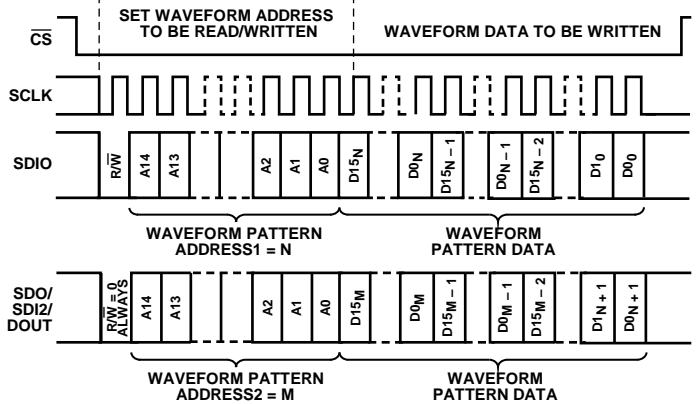 SET WAVEFORM ADDRESS
TO BE READ/WRITTEN
WAVEFORM DATA TO BE WRITTEN
CS
SCLK
SDIO
R/W
A14
A13
A2
A1
A0
D15N
D0N
D15N – 1
D0N – 1
D15N – 2
D10
D00
WAVEFORM PATTERN
ADDRESS1 = N
WAVEFORM
PATTERN DATA
SDO/
SDI2/
DOUT
R/W = 0
ALWAYS
A14
A13
A2
A1
A0
D15M
D0M
D15M – 1
D0M – 1
D15M – 2
D1N + 1
D0N + 1
WAVEFORM PATTERN
ADDRESS2 = M
WAVEFORM
PATTERN DATA